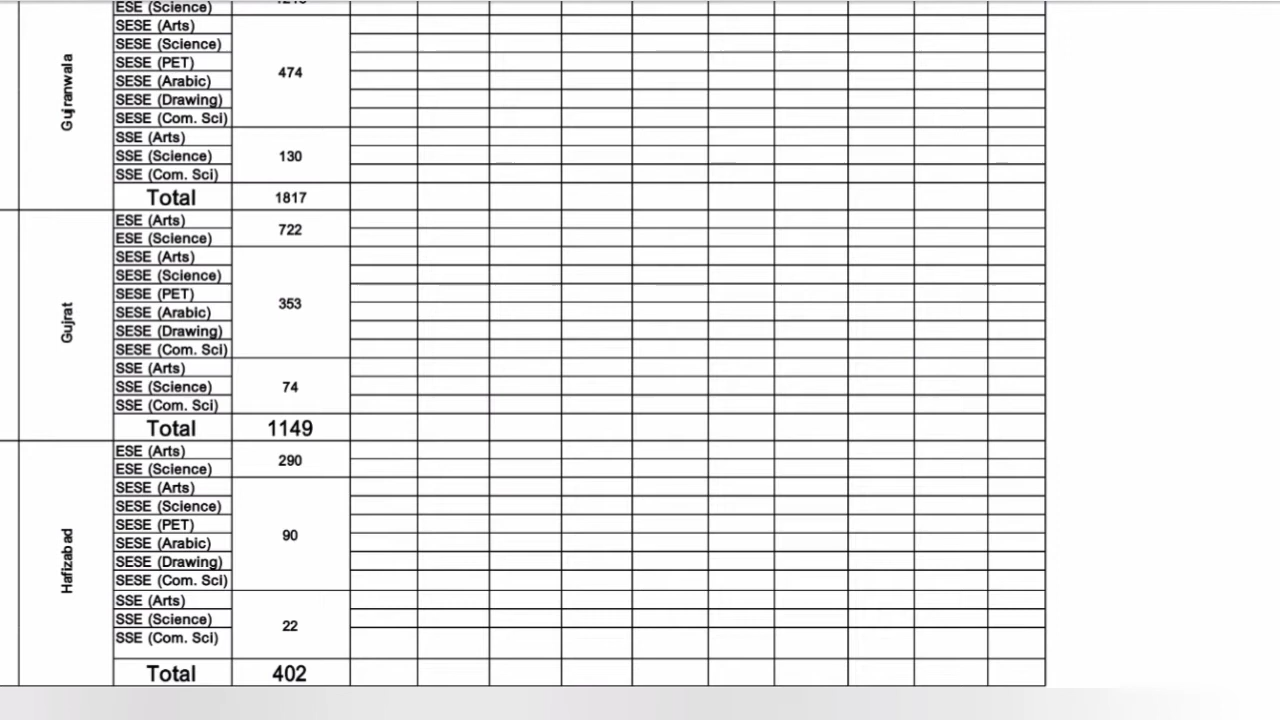 ESE (Science)
SESE (Arts)
SESE (Science)
SESE (PET)
SESE (Arabic)
SESE (Drawing)
SESE (Com. Sci)
474
Gujranwala
SSE (Arts)
SSE (Science)
SSE (Com. Sci)
130
Total 1817
ESE (Arts)
ESE (Science)
722
SESE (Arts)
SESE (Science)
SESE (PET)
SESE (Arabic)
SESE (Drawing)
SESE (Com. Sci)
353
Gujrat
SSE (Arts)
SSE (Science)
SSE (Com. Sci)
74
Total 1149
ESE (Arts)
ESE (Science)
290
SESE (Arts)
SESE (Science)
SESE (PET)
SESE (Arabic)
SESE (Drawing)
SESE (Com. Sci)
90
Hafizabad
SSE (Arts)
SSE (Science)
SSE (Com. Sci)
22
Total 402